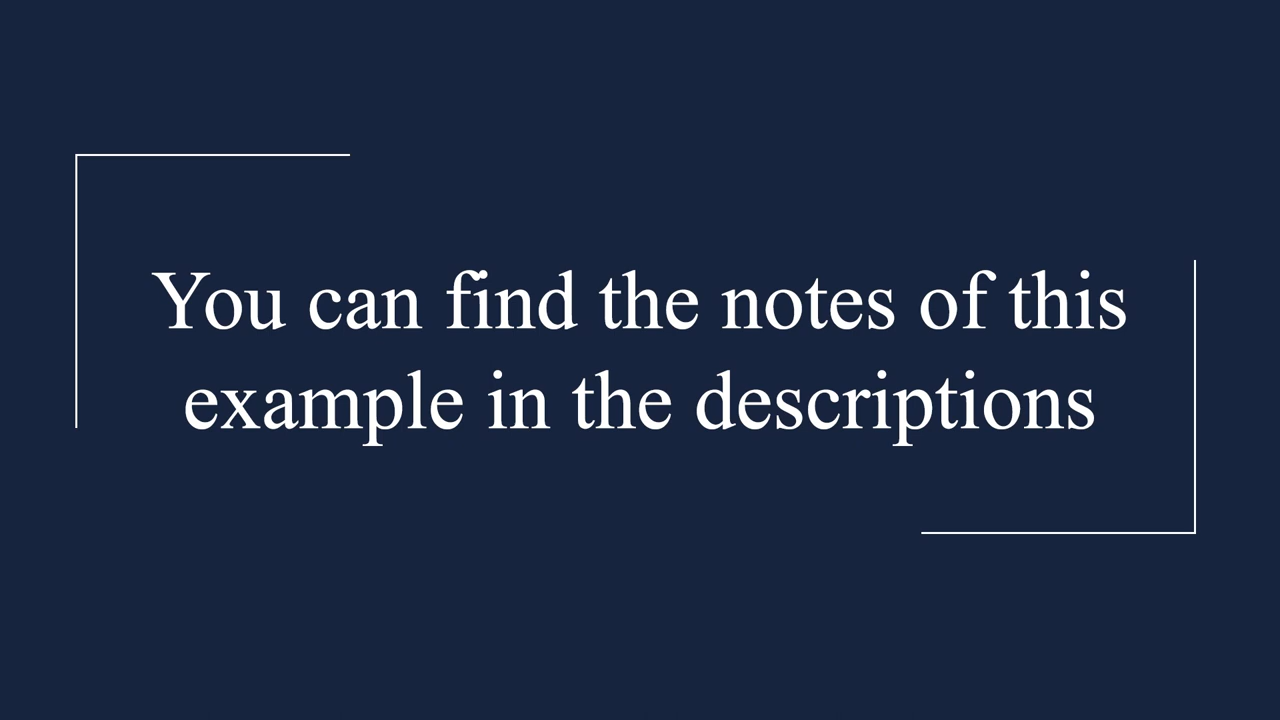 You can find the notes of this
example in the descriptions